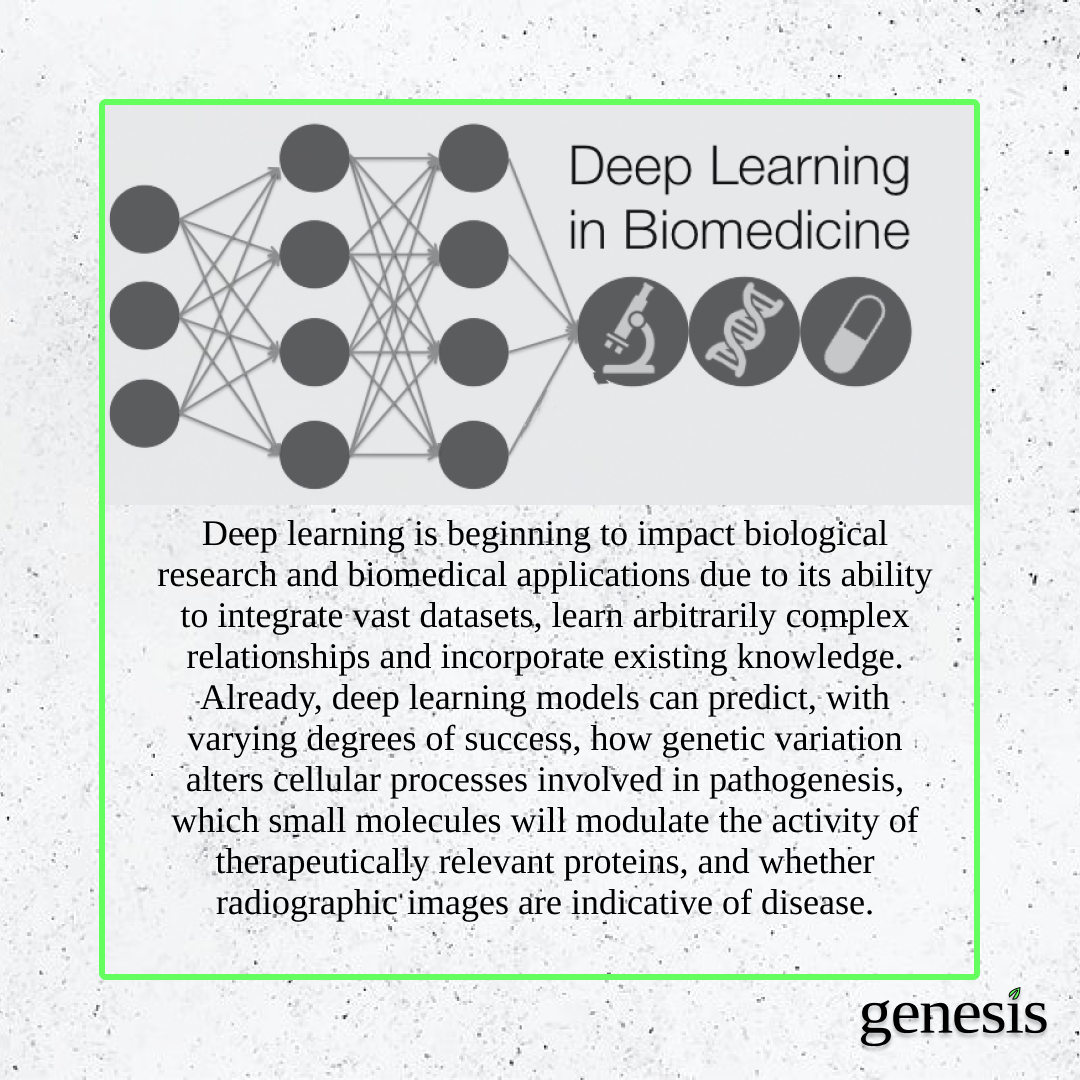 Deep Learning
in Biomedicine
Deep learning is beginning to impact biological
research and biomedical applications due to its ability
to integrate vast datasets, learn arbitrarily complex
relationships and incorporate existing knowledge.
Already, deep learning models can predict, with
varying degrees of success, how genetic variation
alters cellular processes involved in pathogenesis,
which small molecules will modulate the activity of
therapeutically relevant proteins, and whether
radiographic images are indicative of disease.
genesis